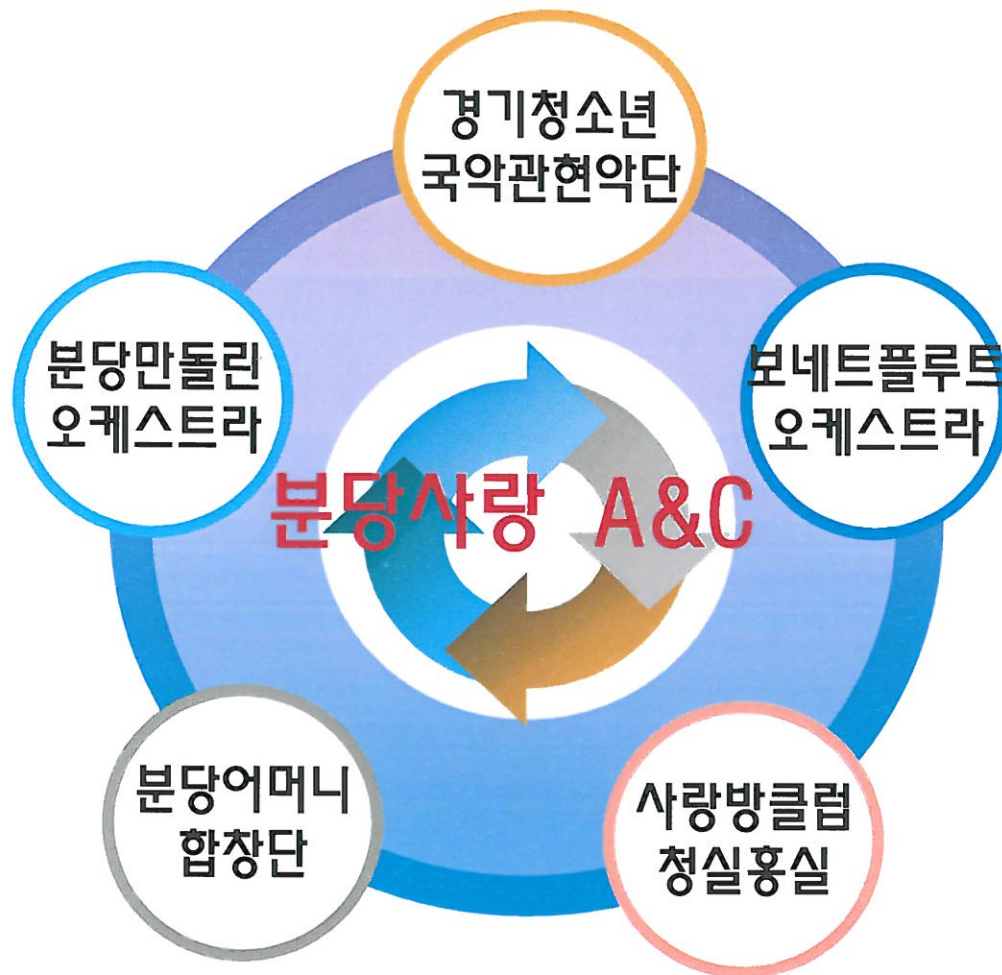 경기청소년
국악관현악단
분당만돌린
오케스트라
보네트플루트
오케스트라
분당사랑 A&C
분당어머니
합창단
사랑방클럽
청실홍실